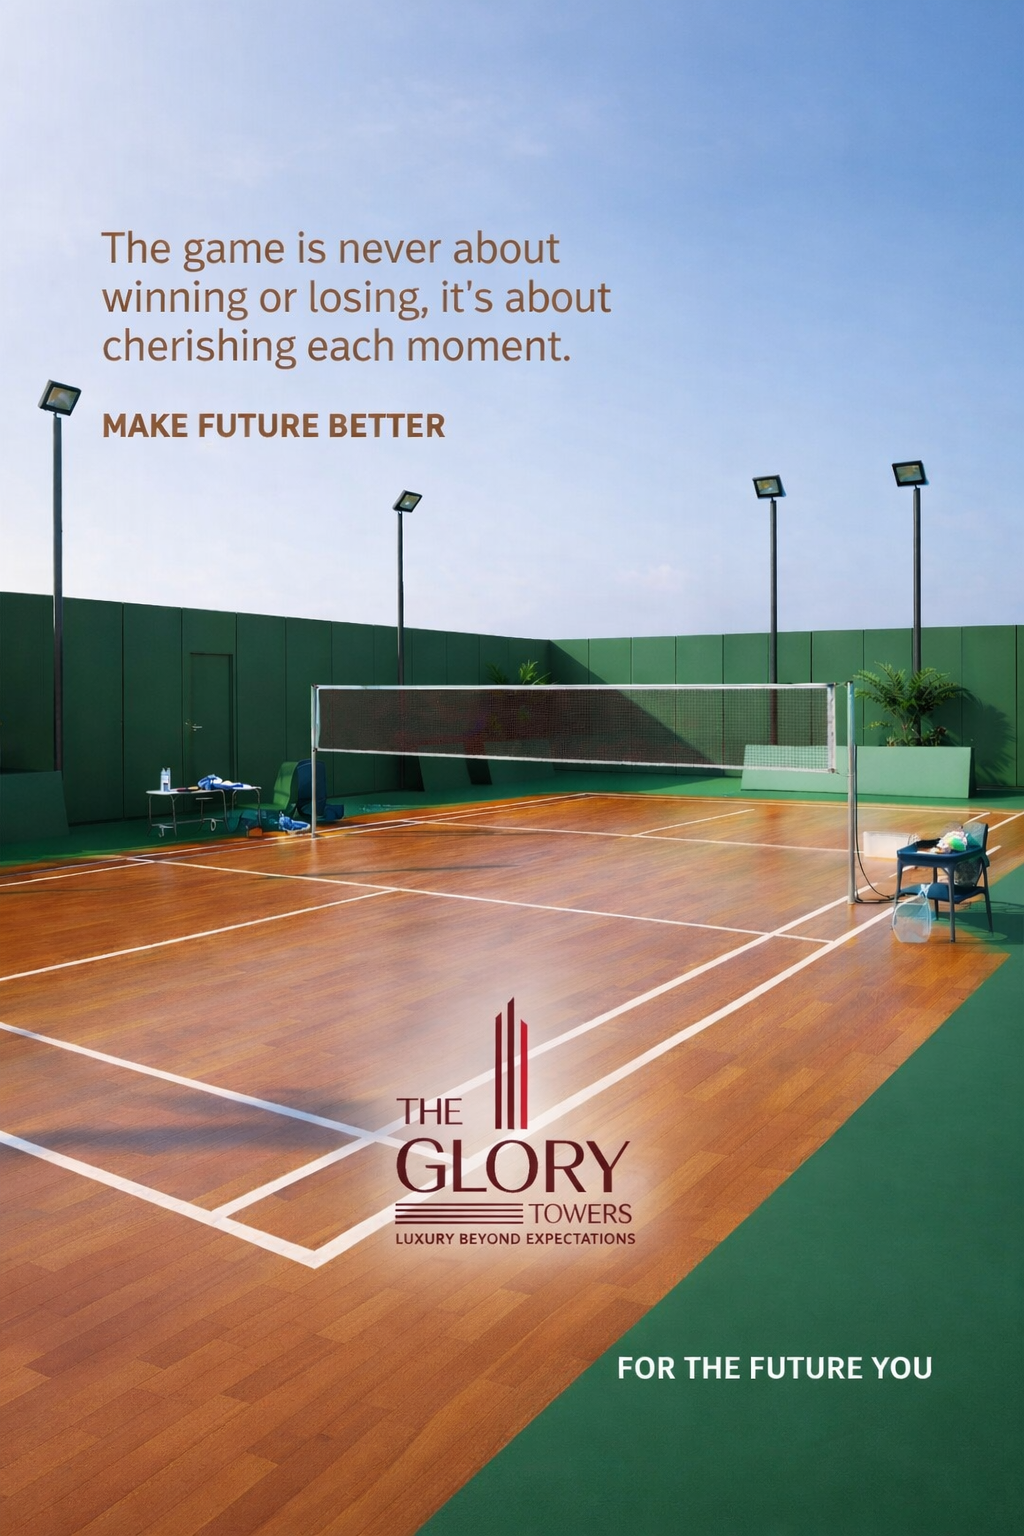 The game is never about
winning or losing, it's about
cherishing each moment.
MAKE FUTURE BETTER
THE
GLORY
TOWERS
LUXURY BEYOND EXPECTATIONS
FOR THE FUTURE YOU